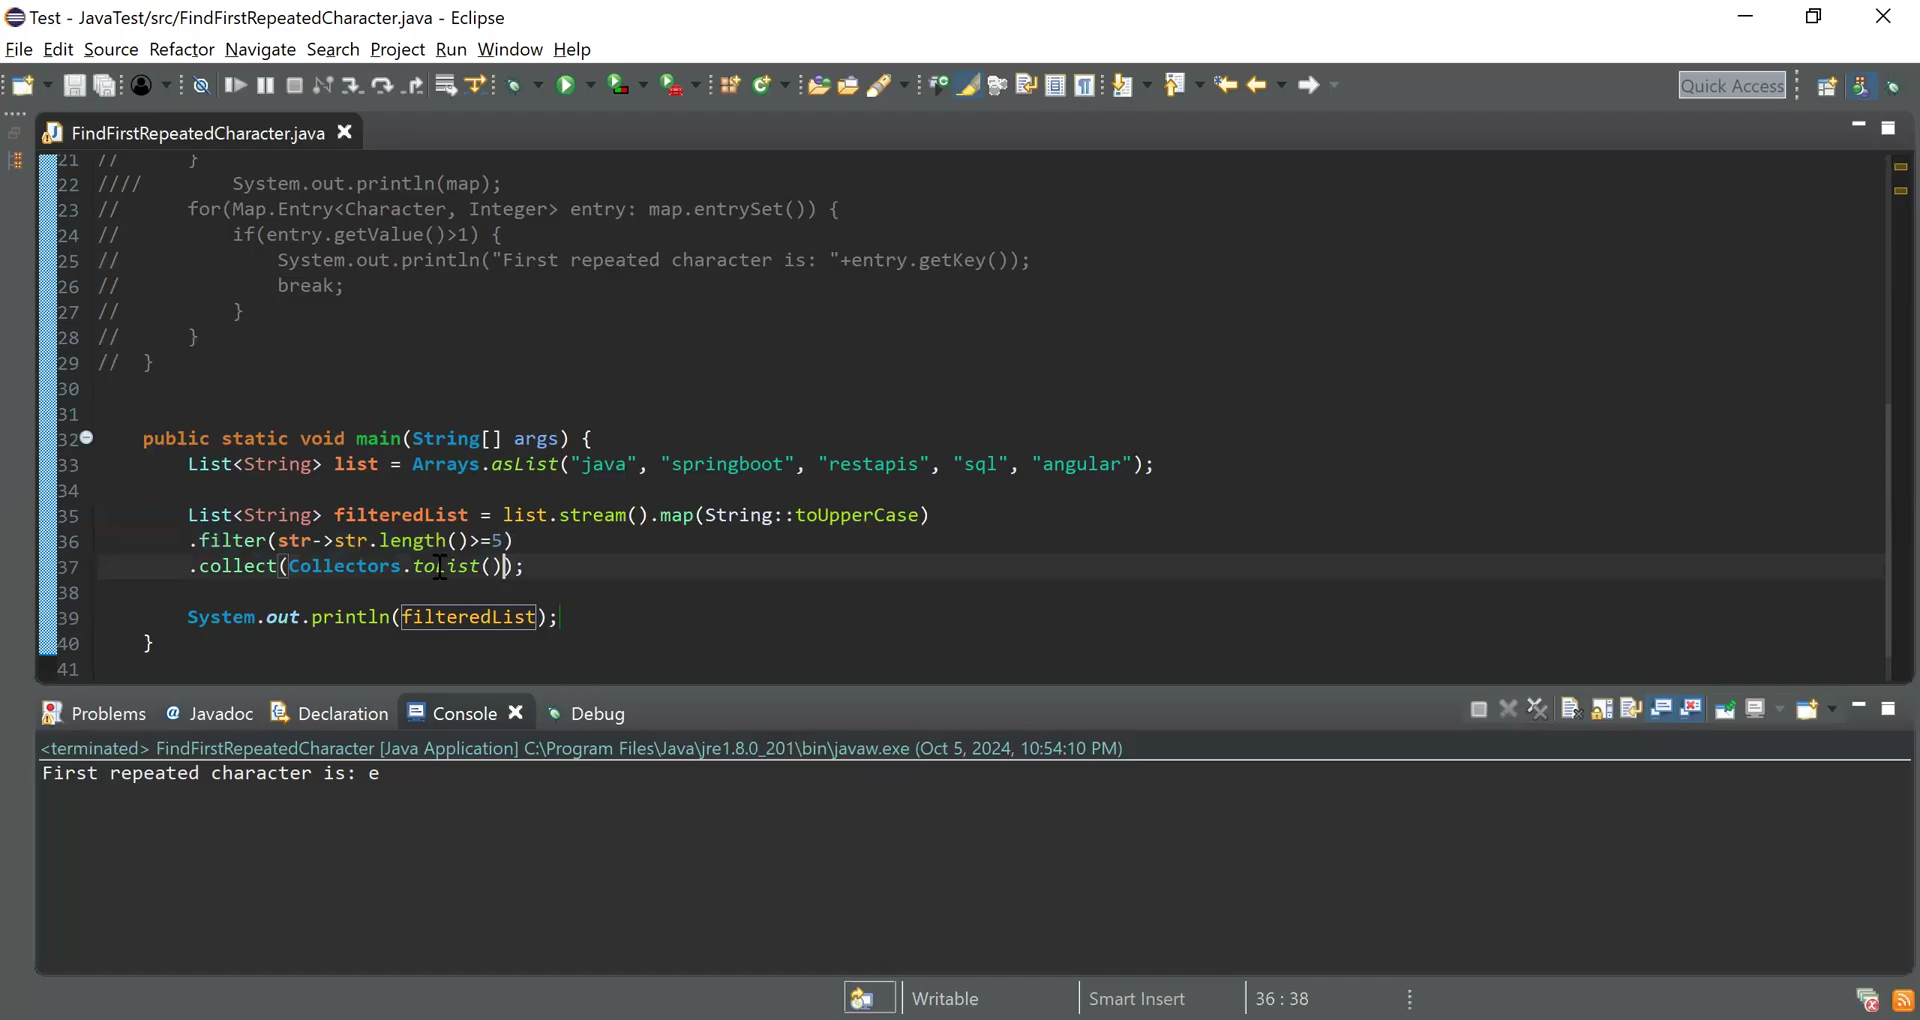 Test - JavaTest/src/FindFirstRepeatedCharacter.java - Eclipse
File Edit Source Refactor Navigate Search Project Run Window Help
Quick Access
FindFirstRepeatedCharacter.java
21 // }
22 //// System.out.println(map);
23 // for(Map.Entry<Character, Integer> entry: map.entrySet()) {
24 // if(entry.getValue()>1) {
25 // System.out.println("First repeated character is: "+entry.getKey());
26 // break;
27 // }
28 // }
29 // }
30
31
32 public static void main(String[] args) {
33 List<String> list = Arrays.asList("java", "springboot", "restapis", "sql", "angular");
34
35 List<String> filteredList = list.stream().map(String::toUpperCase)
36 .filter(str->str.length()>=5)
37 .collect(Collectors.toList());
38
39 System.out.println(filteredList);
40 }
41
Problems @ Javadoc Declaration Console Debug
<terminated> FindFirstRepeatedCharacter [Java Application] C:\Program Files\Java\jre1.8.0_201\bin\javaw.exe (Oct 5, 2024, 10:54:10 PM)
First repeated character is: e
Writable Smart Insert 36 : 38